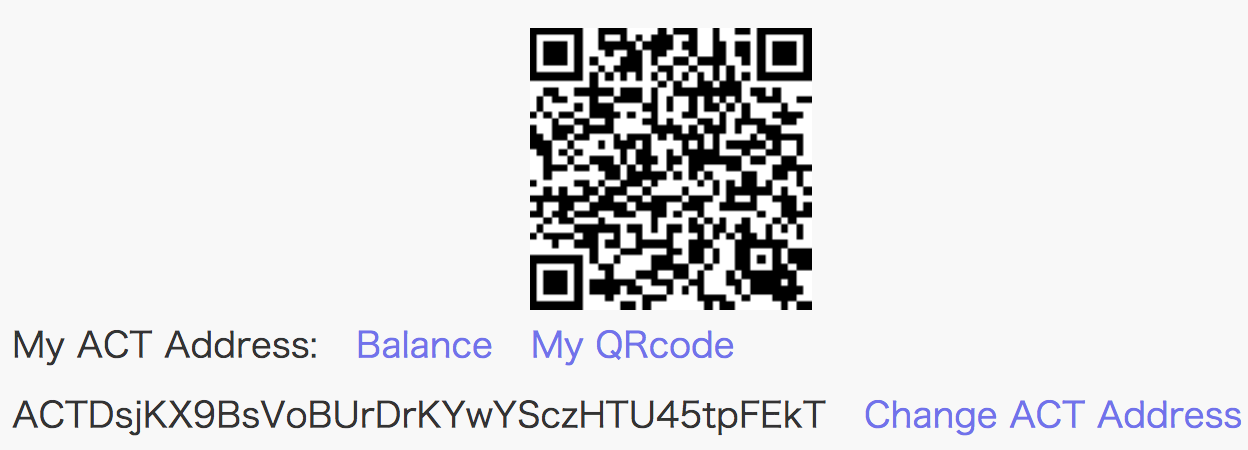 My ACT Address: Balance My QRcode
ACTDsjKX9BsVoBUrDrKYwYSczHTU45tpFEkT Change ACT Address